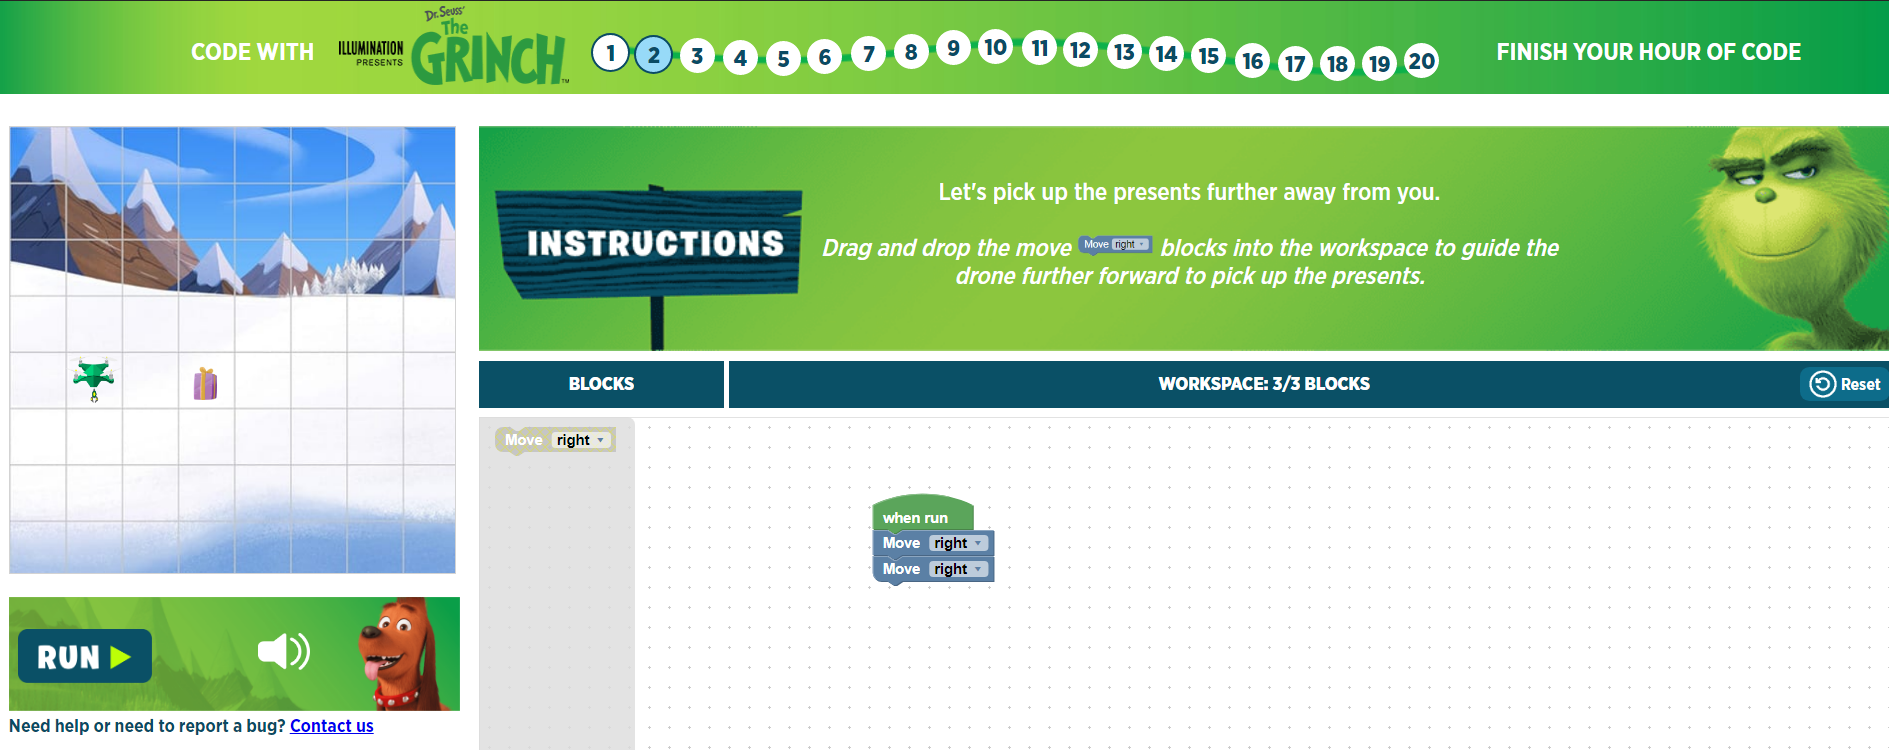 CODE WITH
ILLUMINATION
PRESENTS
Dr. Seuss'
The
GRINCH™
1 2 3 4 5 6 7 8 9 10 11 12 13 14 15 16 17 18 19 20
FINISH YOUR HOUR OF CODE
INSTRUCTIONS
Let's pick up the presents further away from you.
Drag and drop the move Move right blocks into the workspace to guide the
drone further forward to pick up the presents.
BLOCKS
WORKSPACE: 3/3 BLOCKS
Reset
Move right
when run
Move right
Move right
RUN
Need help or need to report a bug? Contact us